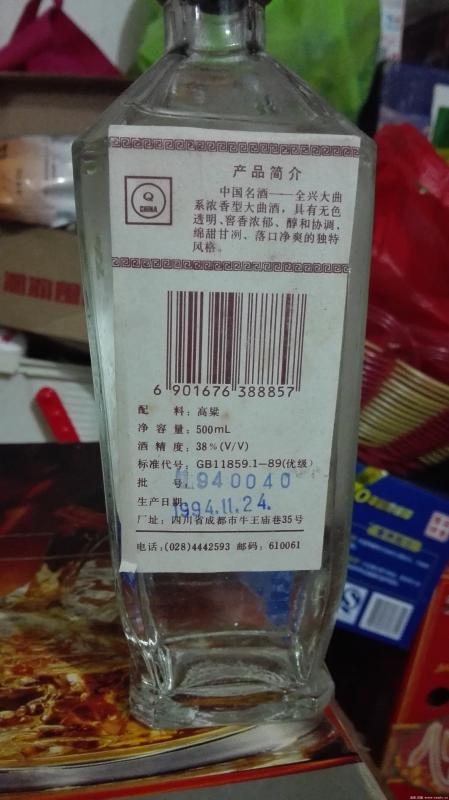 产品简介
Q
CHINA
中国名酒——全兴大曲
系浓香型大曲酒，具有无色
透明、窖香浓郁、醇和协调，
绵甜甘冽、落口净爽的独特
风格。
6 901676 388857
配 料：高粱
净 容 量：500mL
酒 精 度：38%(V/V)
标准代号：GB11859.1-89(优级)
批 号：940040
生产日期 1994.11.24.
厂址：四川省成都市牛王庙巷35号
电话：(028)4442593 邮码：610061